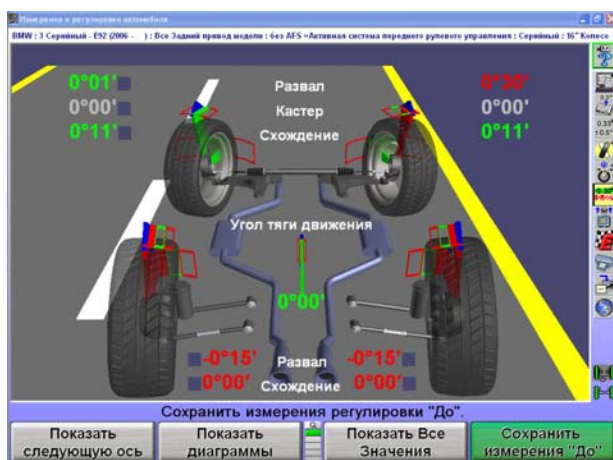 Измерения и регулировки автомобиля
BMW : 3 Серийный - E92 (2006 - ) : Все Задний привод модели : без AFS =Активная система переднего рулевого управления : Серийный : 16" Колесо
0°01' Развал 0°30'
0°00' Кастер 0°00'
0°11' Схождение 0°11'
Угол тяги движения
0°00'
-0°15' Развал -0°15'
0°00' Схождение 0°00'
Сохранить измерения регулировки "До".
Показать следующую ось
Показать диаграммы
Показать Все Значения
Сохранить измерения "До"